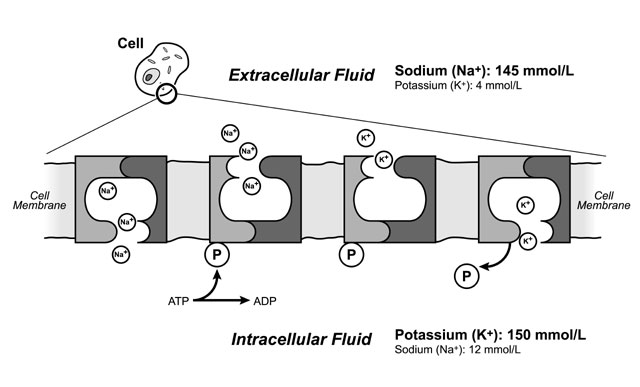 Cell
Extracellular Fluid
Sodium (Na⁺): 145 mmol/L
Potassium (K⁺): 4 mmol/L
Na⁺
Na⁺
Na⁺
Na⁺
Na⁺
Na⁺
K⁺
K⁺
K⁺
K⁺
Cell
Membrane
Cell
Membrane
P
P
P
ATP
ADP
Intracellular Fluid
Potassium (K⁺): 150 mmol/L
Sodium (Na⁺): 12 mmol/L